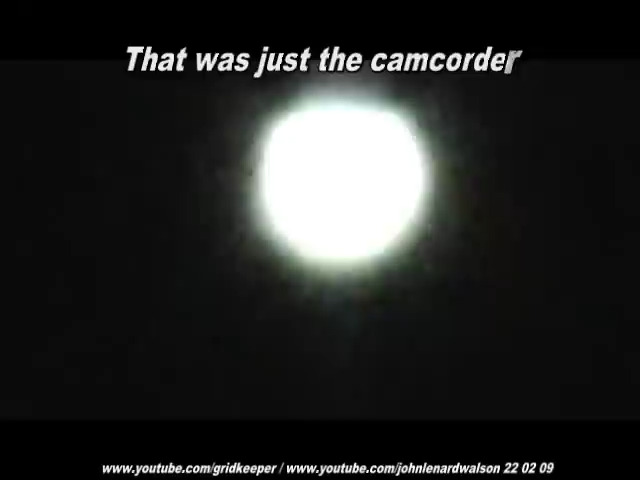 That was just the camcorder
www.youtube.com/gridkeeper / www.youtube.com/johnlenardwalson 22 02 09